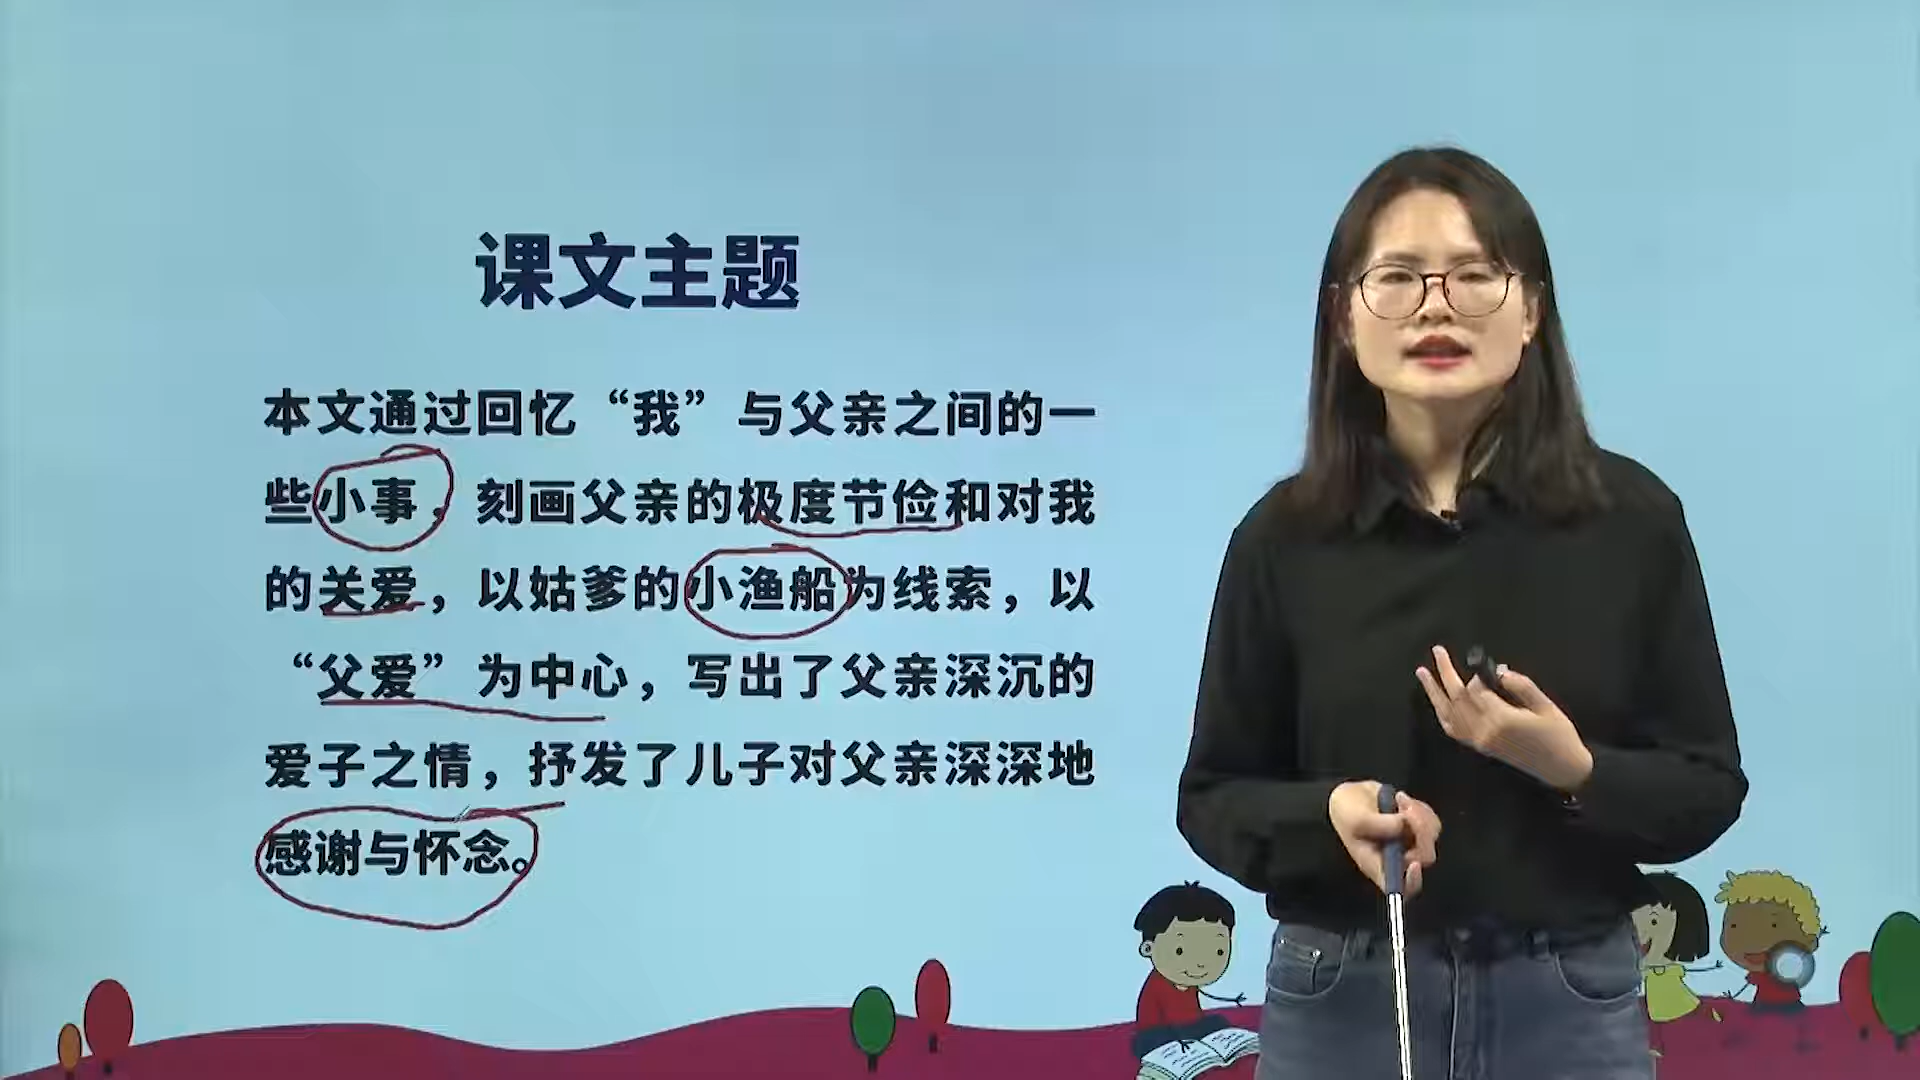 课文主题
本文通过回忆“我”与父亲之间的一
些小事，刻画父亲的极度节俭和对我
的关爱，以姑爹的小渔船为线索，以
“父爱”为中心，写出了父亲深沉的
爱子之情，抒发了儿子对父亲深深地
感谢与怀念。